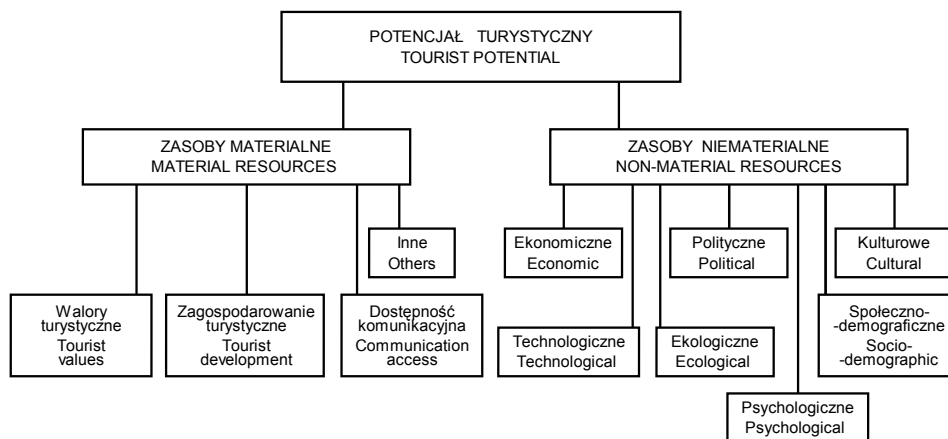 POTENCJAŁ TURYSTYCZNY
TOURIST POTENTIAL
ZASOBY MATERIALNE
MATERIAL RESOURCES
ZASOBY NIEMATERIALNE
NON-MATERIAL RESOURCES
Inne
Others
Ekonomiczne
Economic
Polityczne
Political
Kulturowe
Cultural
Walory
turystyczne
Tourist
values
Zagospodarowanie
turystyczne
Tourist
development
Dostępność
komunikacyjna
Communication
access
Technologiczne
Technological
Ekologiczne
Ecological
Społeczno-
-demograficzne
Socio-
-demographic
Psychologiczne
Psychological